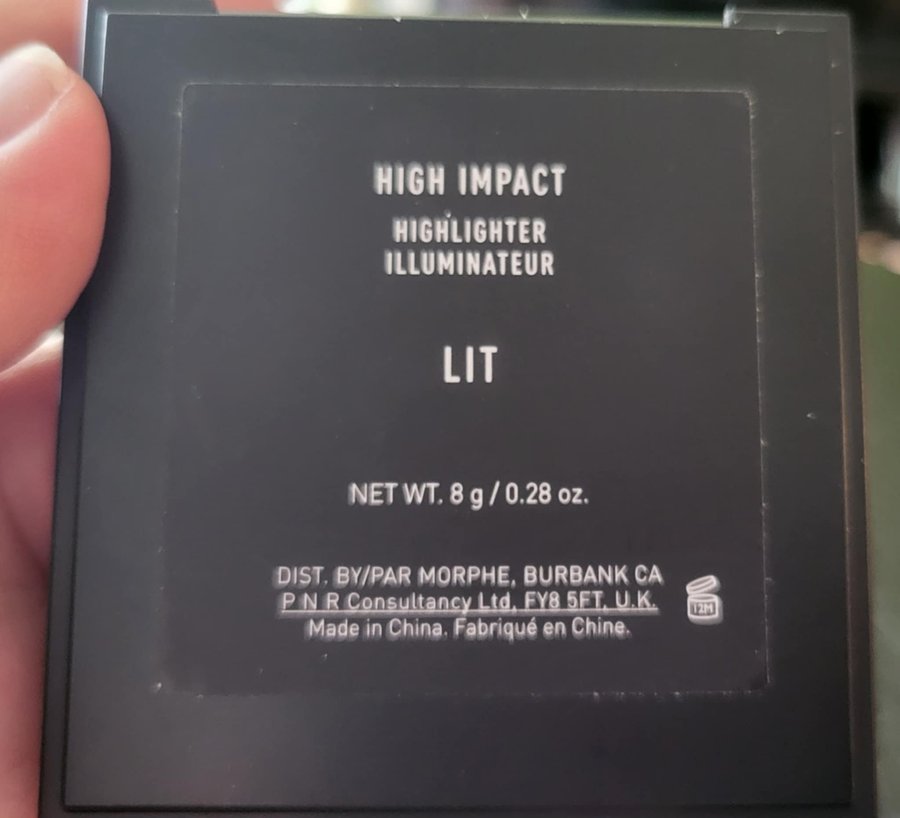 HIGH IMPACT
HIGHLIGHTER
ILLUMINATEUR
LIT
NET WT. 8 g / 0.28 oz.
DIST. BY/PAR MORPHE, BURBANK CA
P N R Consultancy Ltd, FY8 5FT, U.K.
12M
Made in China. Fabriqué en Chine.